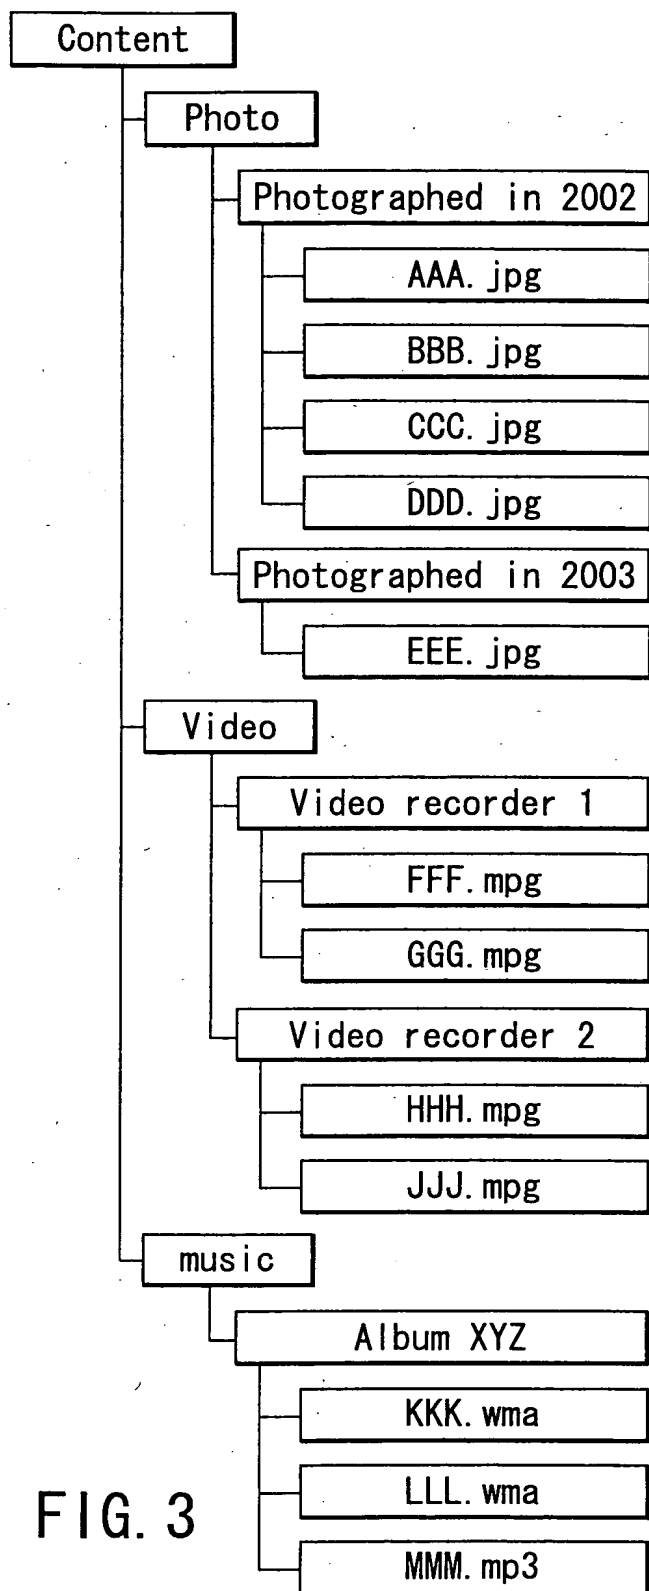 Content
Photo
Photographed in 2002
AAA.jpg
BBB.jpg
CCC.jpg
DDD.jpg
Photographed in 2003
EEE.jpg
Video
Video recorder 1
FFF.mpg
GGG.mpg
Video recorder 2
HHH.mpg
JJJ.mpg
music
Album XYZ
KKK.wma
LLL.wma
MMM.mp3
FIG. 3